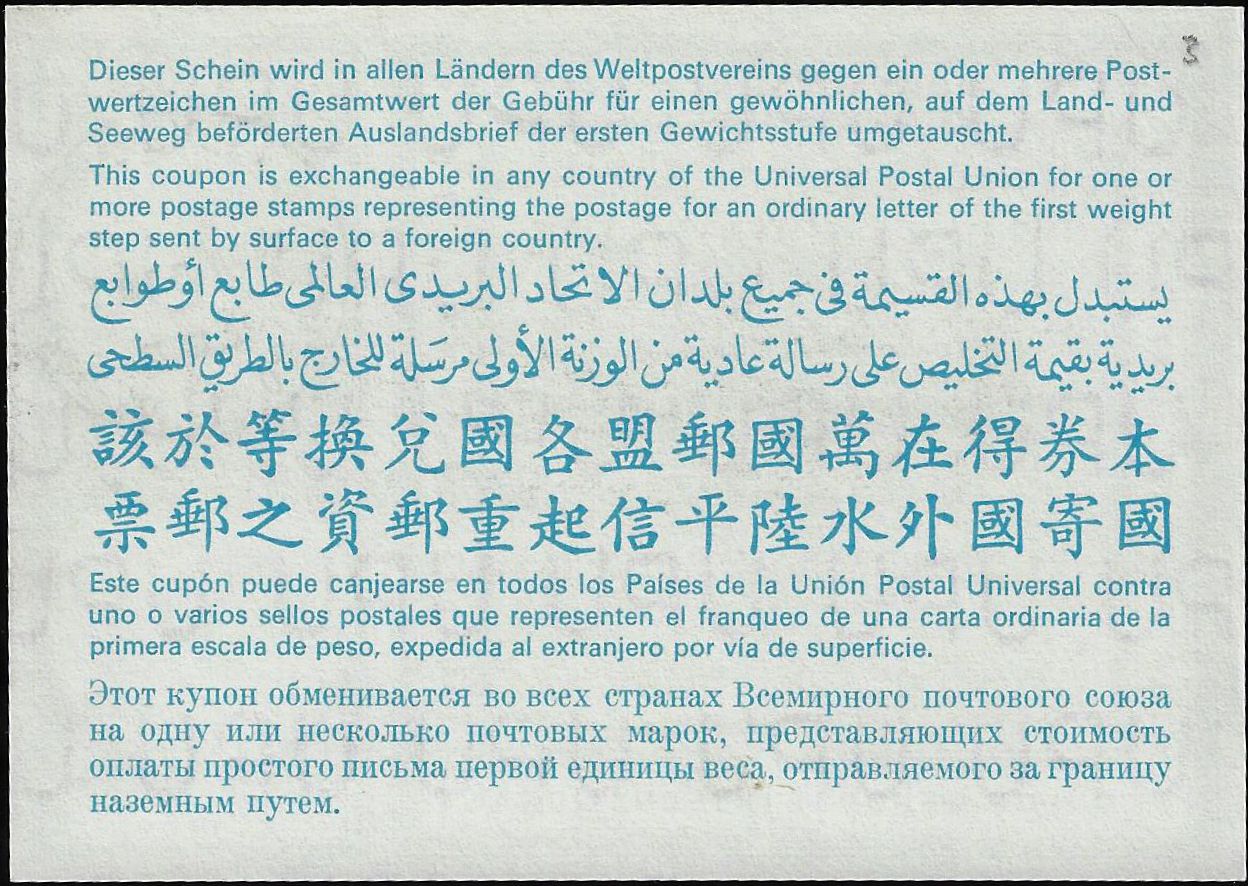 3
Dieser Schein wird in allen Ländern des Weltpostvereins gegen ein oder mehrere Post-
wertzeichen im Gesamtwert der Gebühr für einen gewöhnlichen, auf dem Land- und
Seeweg beförderten Auslandsbrief der ersten Gewichtsstufe umgetauscht.
This coupon is exchangeable in any country of the Universal Postal Union for one or
more postage stamps representing the postage for an ordinary letter of the first weight
step sent by surface to a foreign country.
يستبدل بهذه القسيمة فى جميع بلدان الاتحاد البريدى العالمى طابع أو طوابع
بريدية بقيمة التخليص على رسالة عادية من الوزنة الأولى مرسَلة للخارج بالطريق السطحى
本券得在萬國郵盟各國兌換等於該
國寄國外水陸平信起重郵資之郵票
Este cupón puede canjearse en todos los Países de la Unión Postal Universal contra
uno o varios sellos postales que representen el franqueo de una carta ordinaria de la
primera escala de peso, expedida al extranjero por vía de superficie.
Этот купон обменивается во всех странах Всемирного почтового союза
на одну или несколько почтовых марок, представляющих стоимость
оплаты простого письма первой единицы веса, отправляемого за границу
наземным путем.